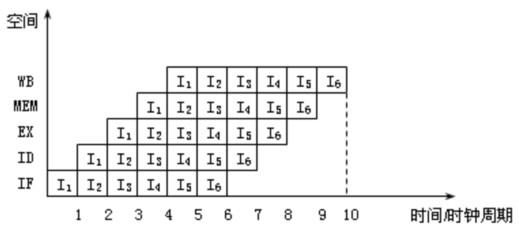 空间
WB I₁ I₂ I₃ I₄ I₅ I₆
MEM I₁ I₂ I₃ I₄ I₅ I₆
EX I₁ I₂ I₃ I₄ I₅ I₆
ID I₁ I₂ I₃ I₄ I₅ I₆
IF I₁ I₂ I₃ I₄ I₅ I₆
1 2 3 4 5 6 7 8 9 10 时间/时钟周期